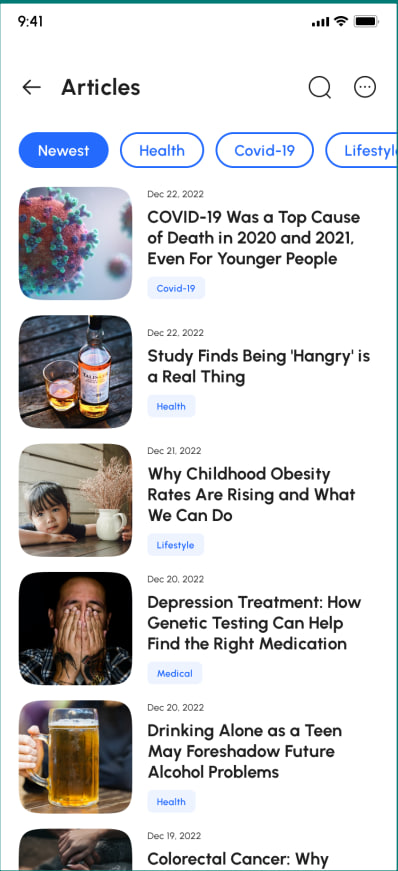 9:41
Articles
Newest
Health
Covid-19
Lifestyl
Dec 22, 2022
COVID-19 Was a Top Cause
of Death in 2020 and 2021,
Even For Younger People
Covid-19
Dec 22, 2022
Study Finds Being 'Hangry' is
a Real Thing
Health
TALISKER
Dec 21, 2022
Why Childhood Obesity
Rates Are Rising and What
We Can Do
Lifestyle
Dec 20, 2022
Depression Treatment: How
Genetic Testing Can Help
Find the Right Medication
Medical
Dec 20, 2022
Drinking Alone as a Teen
May Foreshadow Future
Alcohol Problems
Health
Dec 19, 2022
Colorectal Cancer: Why